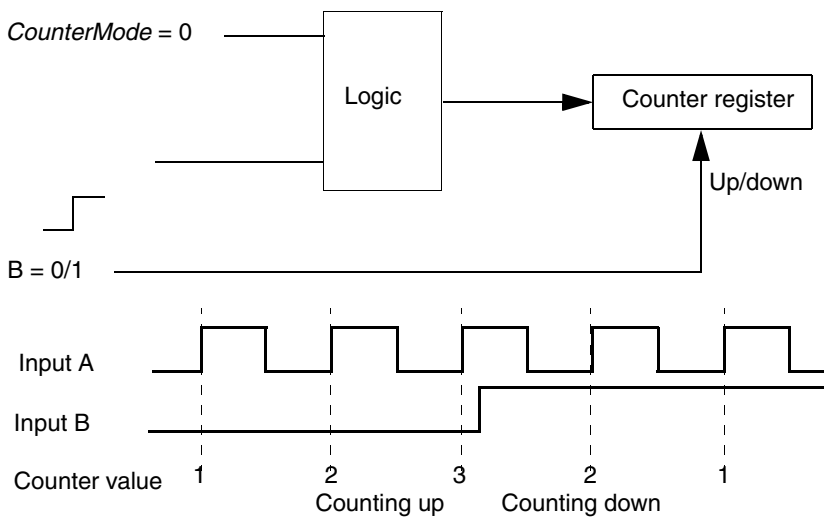 CounterMode = 0
Logic
Counter register
Up/down
B = 0/1
Input A
Input B
Counter value 1 2 3 2 1
Counting up Counting down